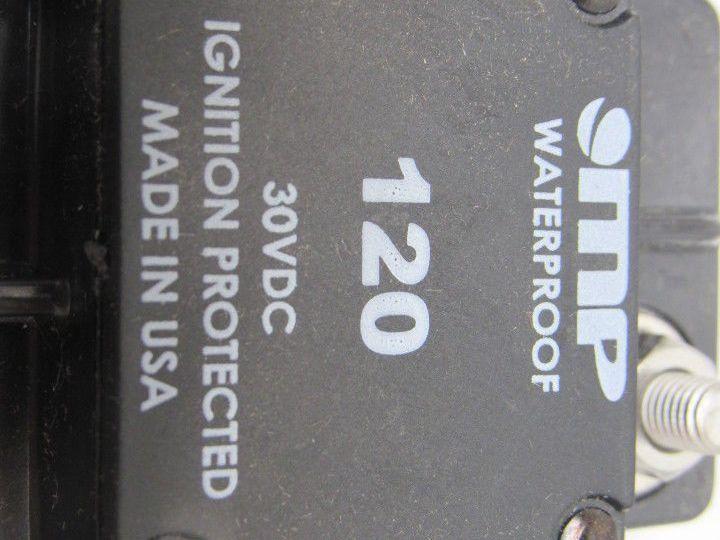 mp
WATERPROOF
120
30VDC
IGNITION PROTECTED
MADE IN USA